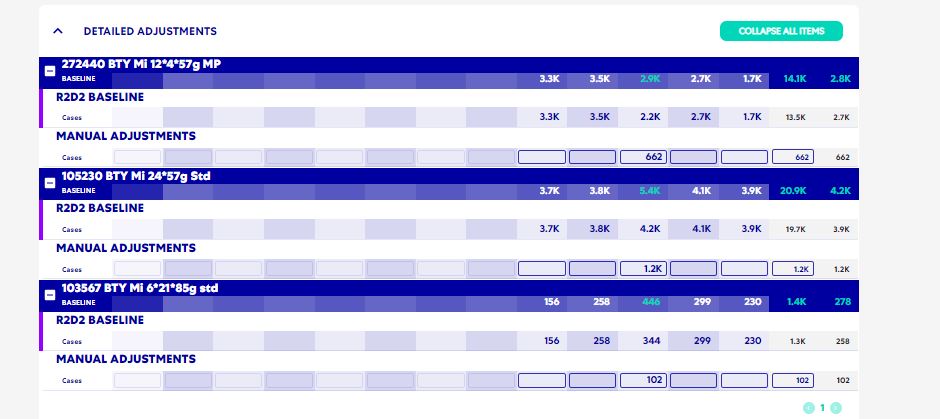 DETAILED ADJUSTMENTS COLLAPSE ALL ITEMS
272440 BTY Mi 12*4*57g MP
BASELINE 3.3K 3.5K 2.9K 2.7K 1.7K 14.1K 2.8K
R2D2 BASELINE
Cases 3.3K 3.5K 2.2K 2.7K 1.7K 13.5K 2.7K
MANUAL ADJUSTMENTS
Cases 662 662 662
105230 BTY Mi 24*57g Std
BASELINE 3.7K 3.8K 5.4K 4.1K 3.9K 20.9K 4.2K
R2D2 BASELINE
Cases 3.7K 3.8K 4.2K 4.1K 3.9K 19.7K 3.9K
MANUAL ADJUSTMENTS
Cases 1.2K 1.2K 1.2K
103567 BTY Mi 6*21*85g std
BASELINE 156 258 446 299 230 1.4K 278
R2D2 BASELINE
Cases 156 258 344 299 230 1.3K 258
MANUAL ADJUSTMENTS
Cases 102 102 102
1